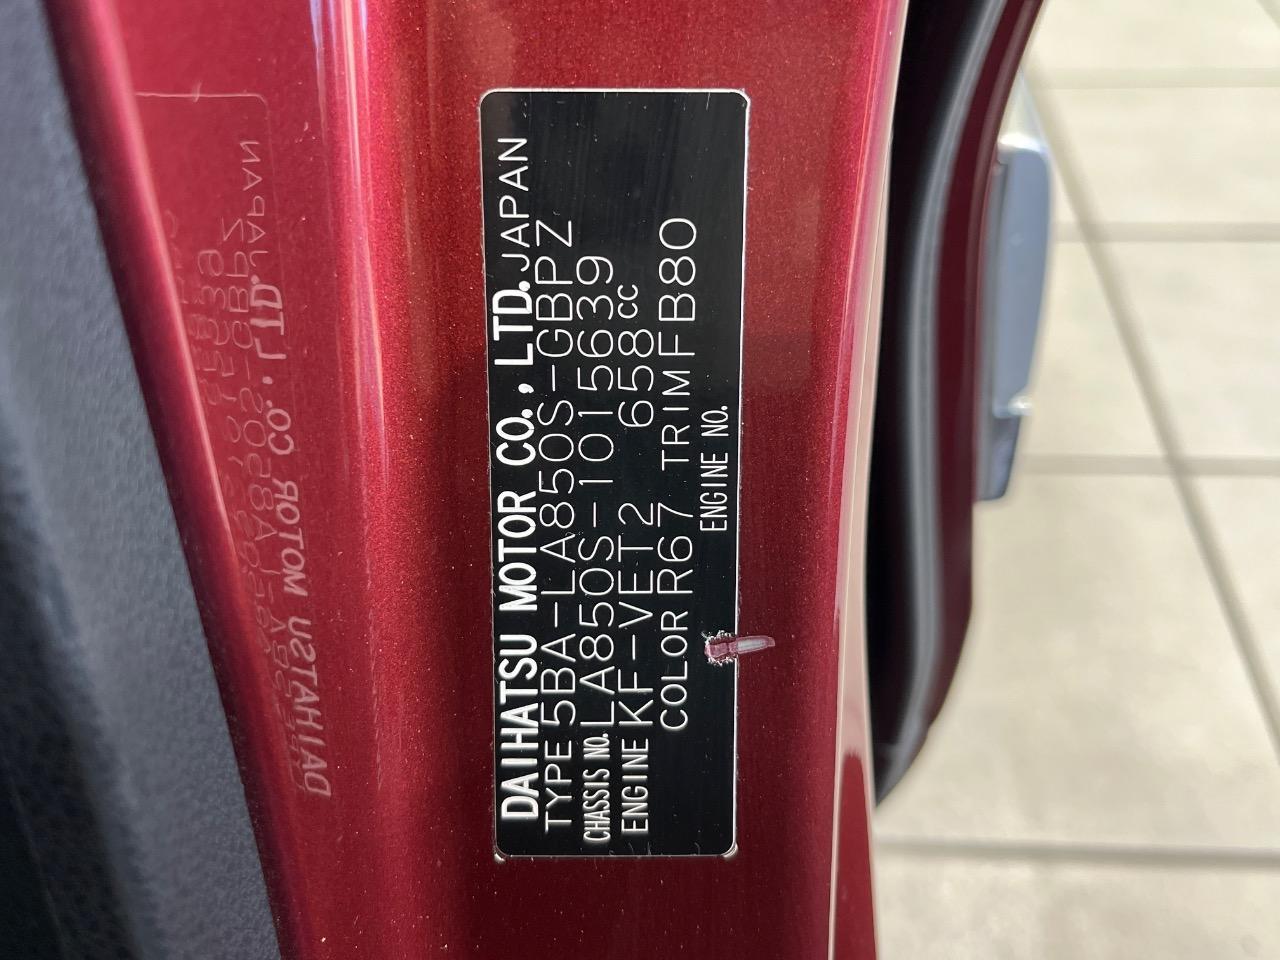 DAIHATSU MOTOR CO., LTD. JAPAN
TYPE 5BA-LA850S-GBPZ
CHASSIS NO. LA850S-1015639
ENGINE KF-VET2 658cc
COLOR R67 TRIM FB80
ENGINE NO.